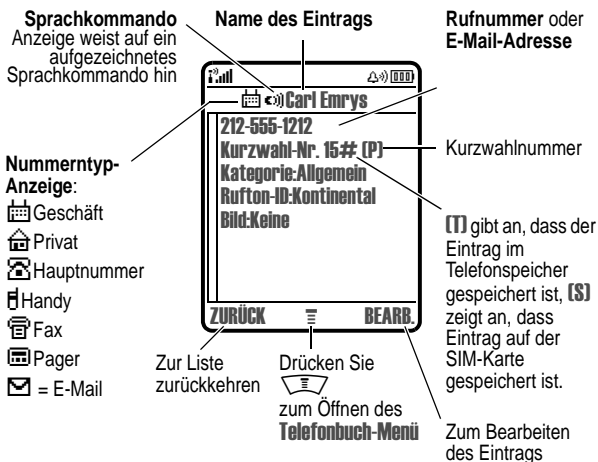 Sprachkommando
Anzeige weist auf ein
aufgezeichnetes
Sprachkommando hin
Name des Eintrags
Rufnummer oder
E-Mail-Adresse
Carl Emrys
212-555-1212
Kurzwahl-Nr. 15# (P)
Kategorie:Allgemein
Rufton-ID:Kontinental
Bild:Keine
ZURÜCK
BEARB.
Kurzwahlnummer
Nummerntyp-
Anzeige:
Geschäft
Privat
Hauptnummer
Handy
Fax
Pager
= E-Mail
(T) gibt an, dass der
Eintrag im
Telefonspeicher
gespeichert ist, (S)
zeigt an, dass
Eintrag auf der
SIM-Karte
gespeichert ist.
Zur Liste
zurückkehren
Drücken Sie
zum Öffnen des
Telefonbuch-Menü
Zum Bearbeiten
des Eintrags